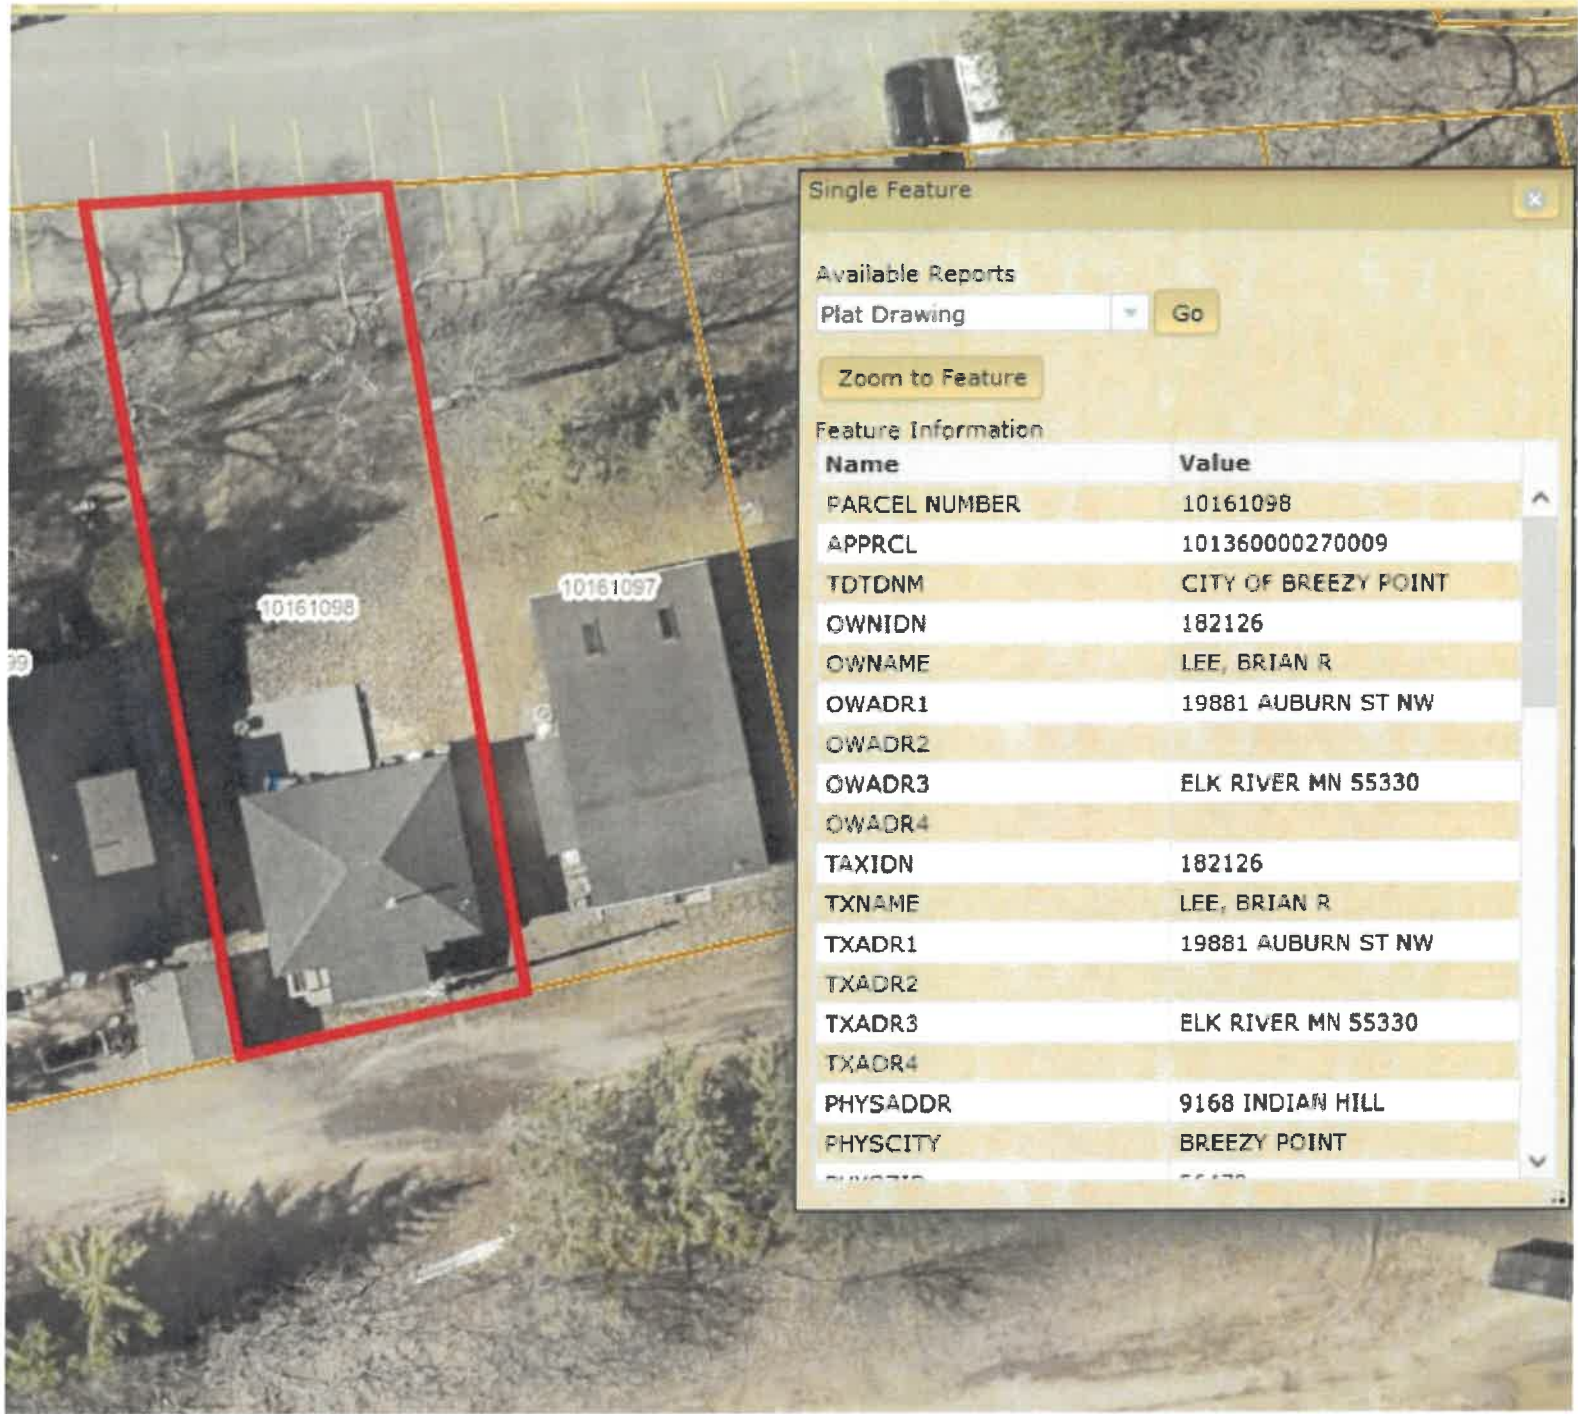 Single Feature
Available Reports
Plat Drawing
Go
Zoom to Feature
Feature Information
Name Value
PARCEL NUMBER 10161098
APPRCL 101360000270009
TDTDNM CITY OF BREEZY POINT
OWNIDN 182126
OWNAME LEE, BRIAN R
OWADR1 19881 AUBURN ST NW
OWADR2
OWADR3 ELK RIVER MN 55330
OWADR4
TAXIDN 182126
TXNAME LEE, BRIAN R
TXADR1 19881 AUBURN ST NW
TXADR2
TXADR3 ELK RIVER MN 55330
TXADR4
PHYSADDR 9168 INDIAN HILL
PHYSCITY BREEZY POINT
10161098
10161097
99